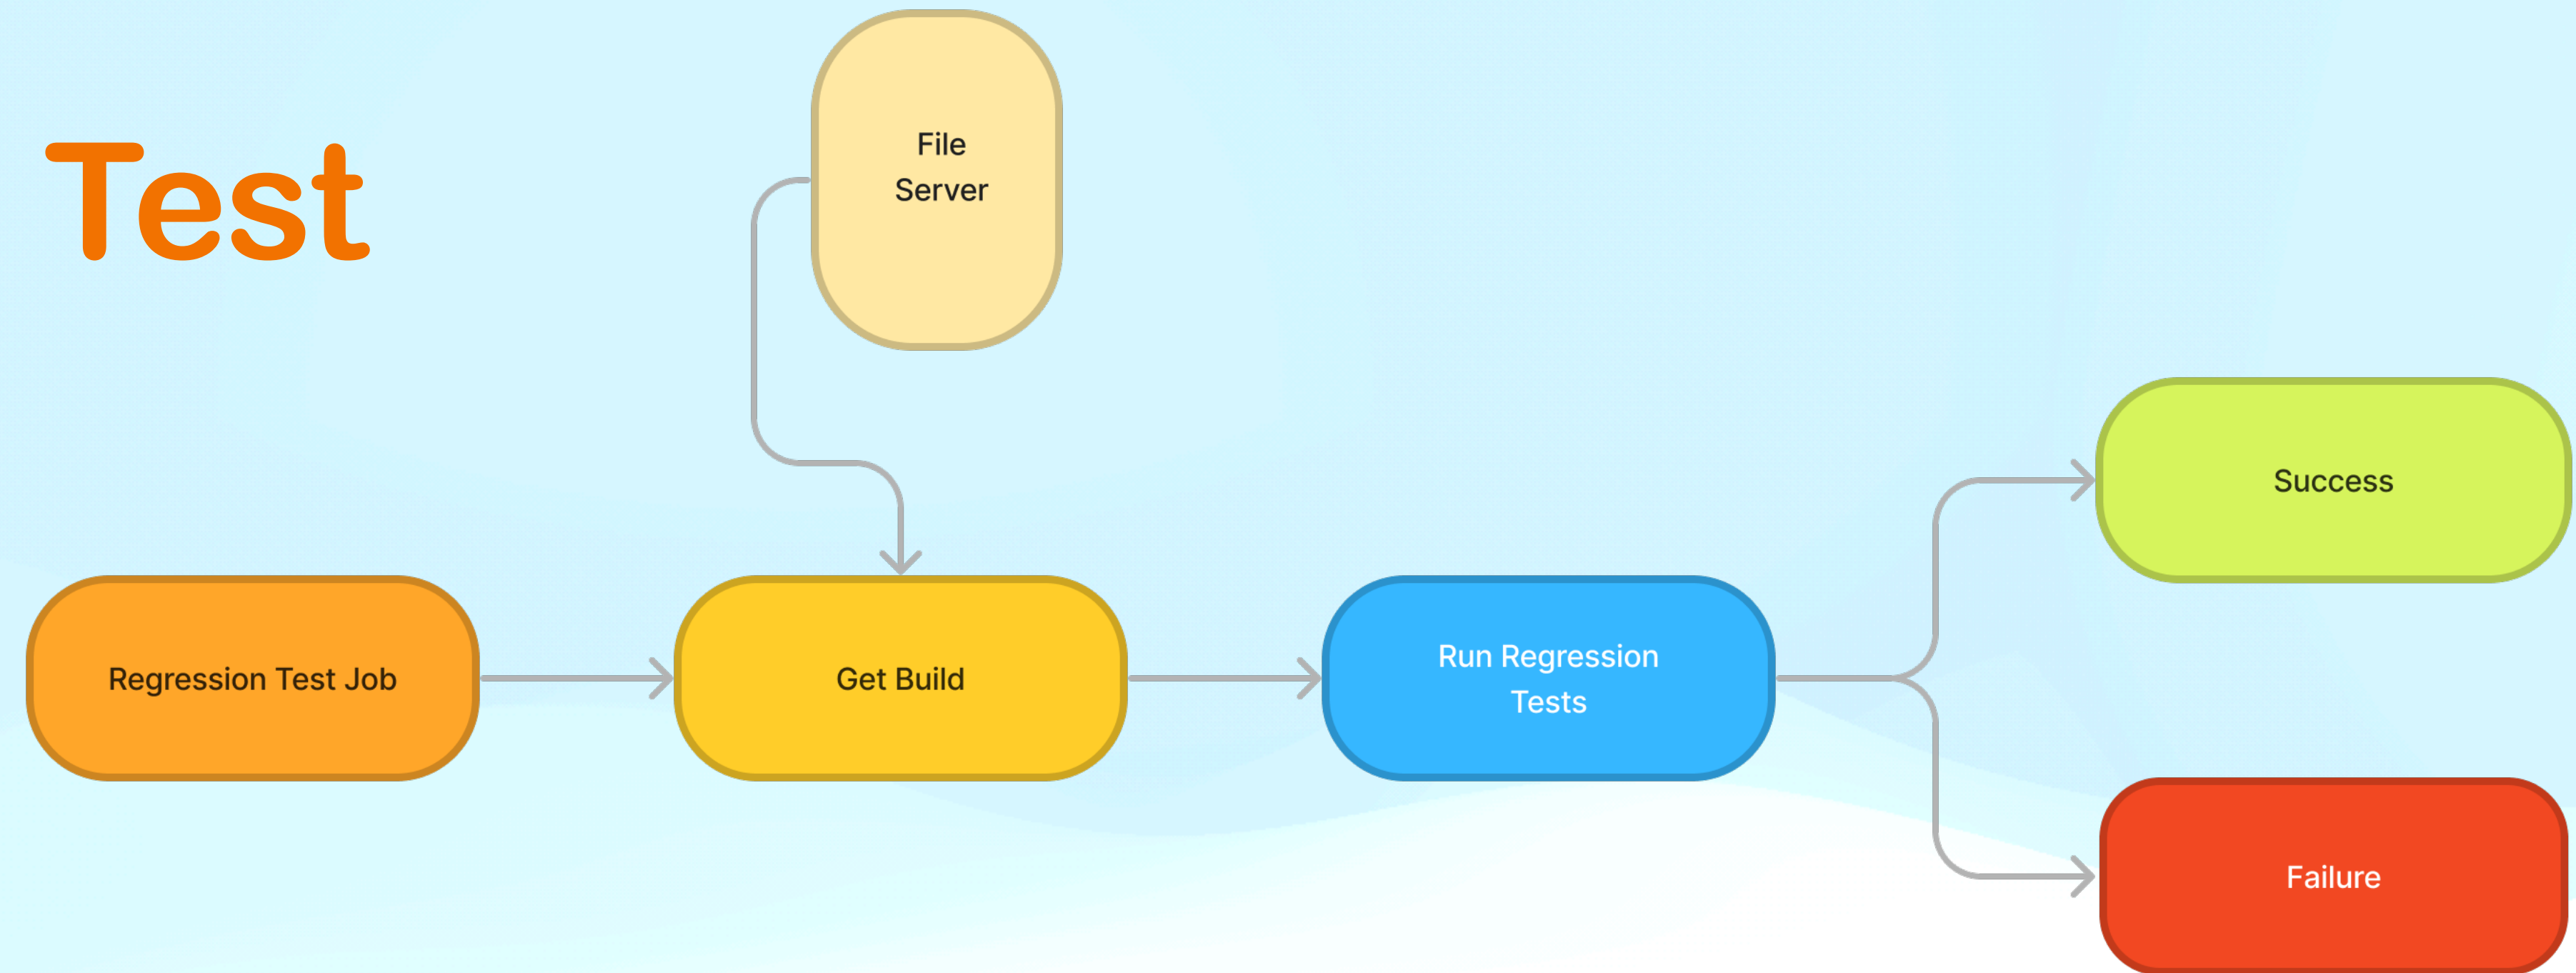 Test
File
Server
Success
Regression Test Job
Get Build
Run Regression
Tests
Failure